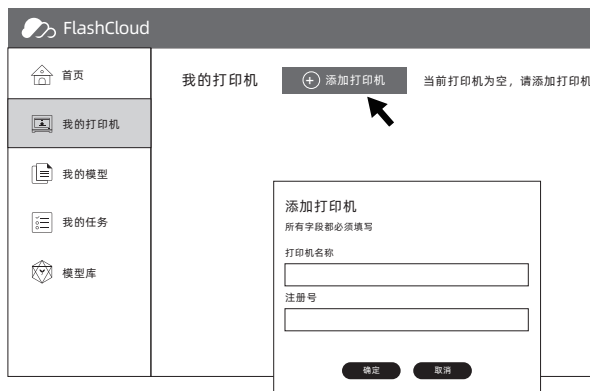 FlashCloud
首页
我的打印机
我的模型
我的任务
模型库
我的打印机
添加打印机
当前打印机为空，请添加打印机
添加打印机
所有字段都必须填写
打印机名称
注册号
确定
取消